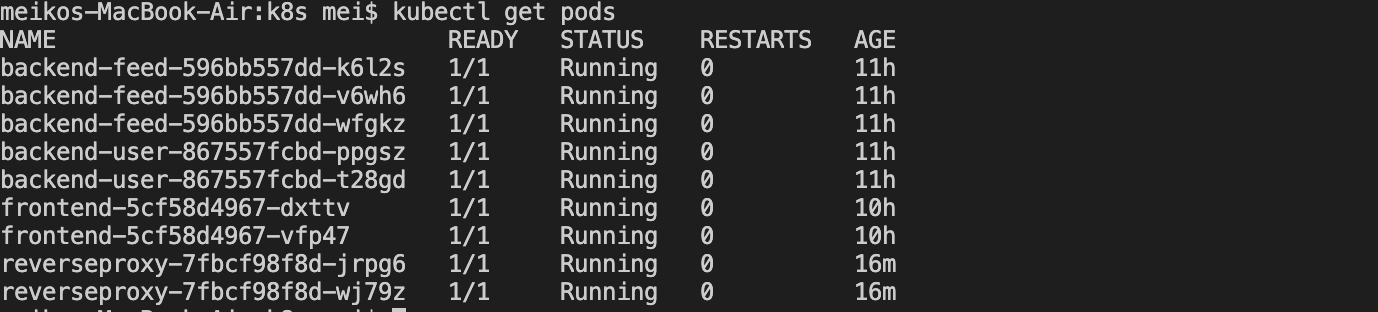 meikos-MacBook-Air:k8s mei$ kubectl get pods
NAME READY STATUS RESTARTS AGE
backend-feed-596bb557dd-k6l2s 1/1 Running 0 11h
backend-feed-596bb557dd-v6wh6 1/1 Running 0 11h
backend-feed-596bb557dd-wfgkz 1/1 Running 0 11h
backend-user-867557fcbd-ppgsz 1/1 Running 0 11h
backend-user-867557fcbd-t28gd 1/1 Running 0 11h
frontend-5cf58d4967-dxttv 1/1 Running 0 10h
frontend-5cf58d4967-vfp47 1/1 Running 0 10h
reverseproxy-7fbcf98f8d-jrpg6 1/1 Running 0 16m
reverseproxy-7fbcf98f8d-wj79z 1/1 Running 0 16m